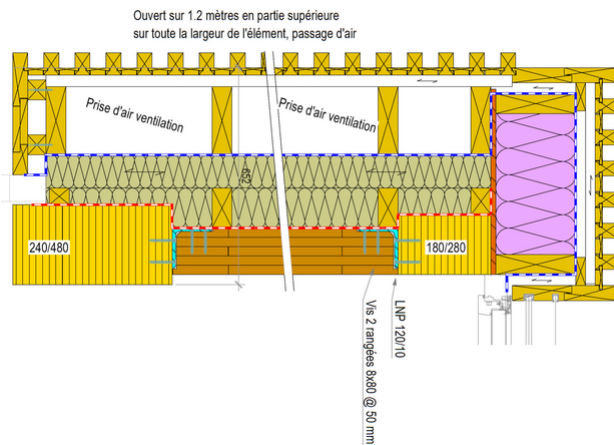 Ouvert sur 1.2 mètres en partie supérieure
sur toute la largeur de l'élément, passage d'air
Prise d'air ventilation
Prise d'air ventilation
652
240/480
180/280
LNP 120/10
Vis 2 rangées 8x80 @ 50 mm